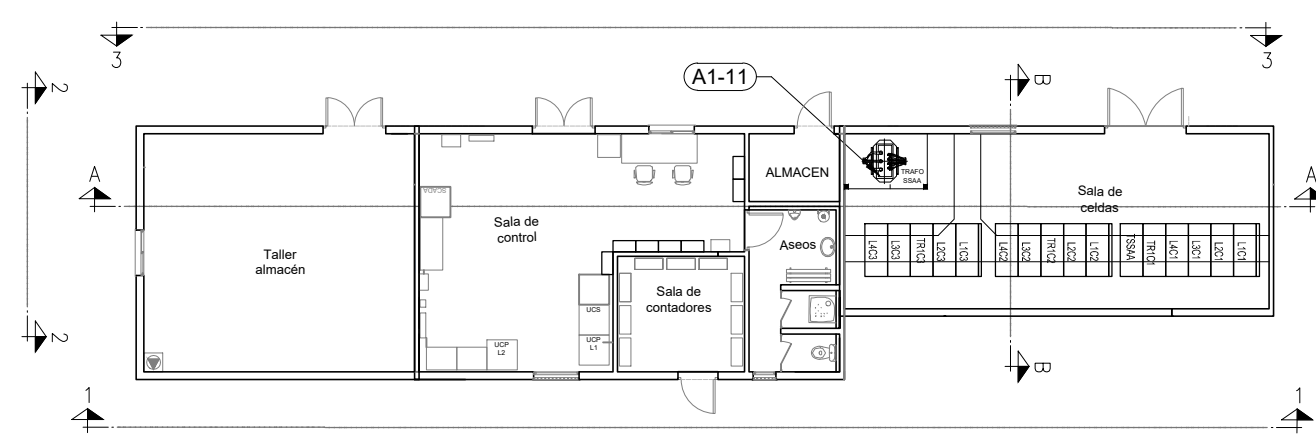 3
3
2
B
A1-11
A
A
TRAFO
SSAA
ALMACEN
SCADA
Sala de
celdas
Sala de
control
Aseos
Taller
almacén
L4C3
L3C3
TR1C3
L2C3
L1C3
L4C2
L3C2
TR1C2
L2C2
L1C2
TSSAA
TR1C1
L4C1
L3C1
L2C1
L1C1
Sala de
contadores
UCS
UCP
L2
UCP
L1
2
B
1
1